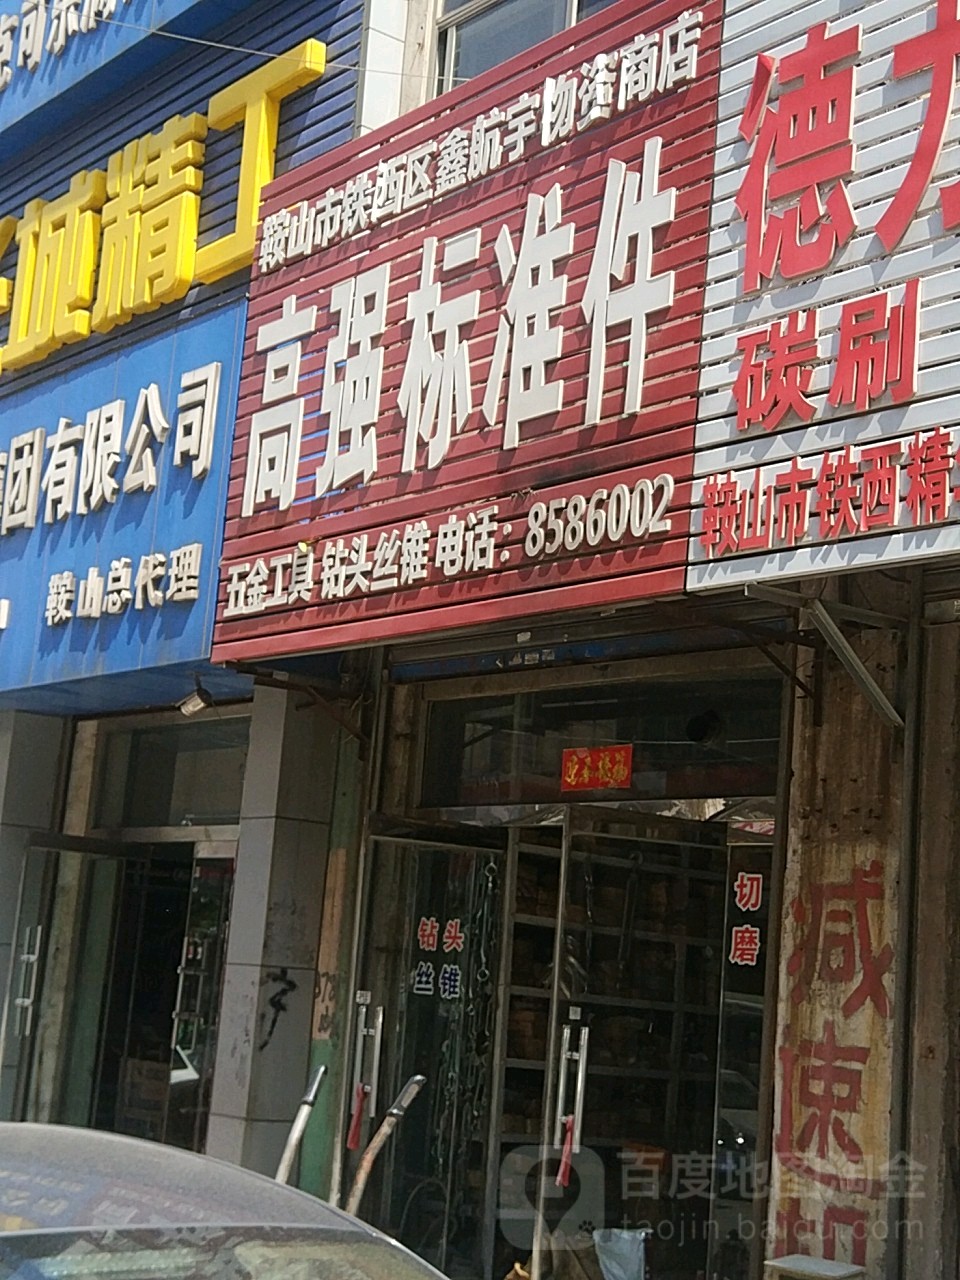 精工
团有限公司
鞍山总代理
鞍山市铁西区鑫航宇物资商店
高强标准件
五金工具 钻头丝锥 电话：8586002
德力
碳刷
鞍山市铁西精
钻头
丝锥
切磨
减速机
百度地图淘金
taojin.baidu.com